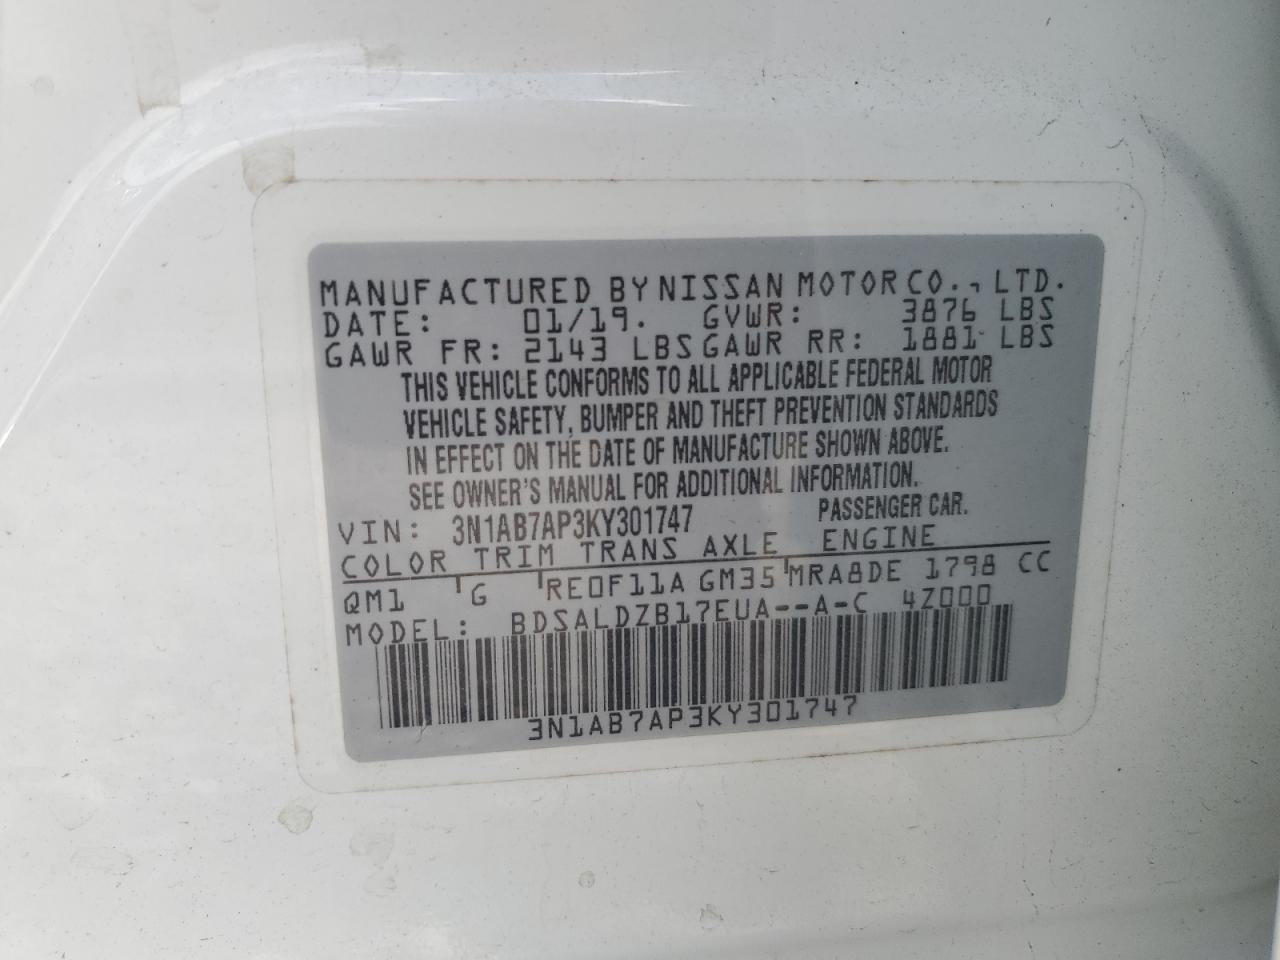 MANUFACTURED BY NISSAN MOTOR CO., LTD.
DATE: 01/19. GVWR: 3876 LBS
GAWR FR: 2143 LBS GAWR RR: 1881 LBS
THIS VEHICLE CONFORMS TO ALL APPLICABLE FEDERAL MOTOR
VEHICLE SAFETY, BUMPER AND THEFT PREVENTION STANDARDS
IN EFFECT ON THE DATE OF MANUFACTURE SHOWN ABOVE.
SEE OWNER'S MANUAL FOR ADDITIONAL INFORMATION.
VIN: 3N1AB7AP3KY301747 PASSENGER CAR.
COLOR TRIM TRANS AXLE ENGINE
QM1 G RE0F11A GM35 MRA8DE 1798 CC
MODEL: BDSALDZB17EUA--A-C 4Z000
3N1AB7AP3KY301747